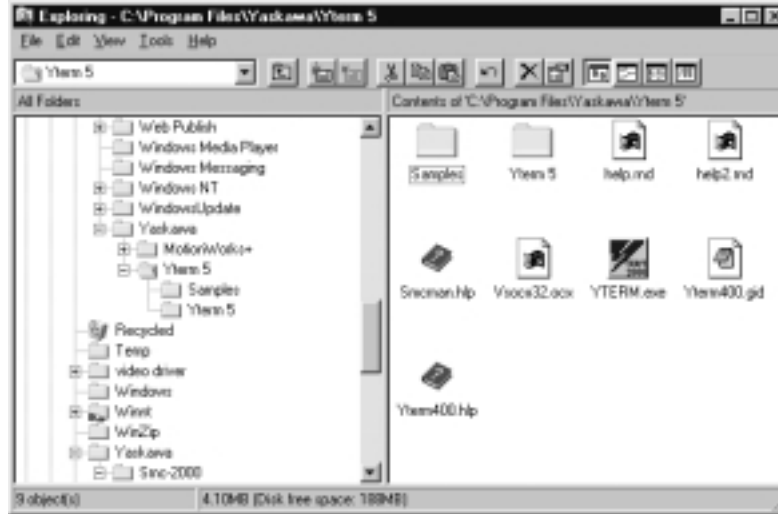 Exploring - C:\Program Files\Yaskawa\Yterm 5
File Edit View Tools Help
Yterm 5
All Folders
Contents of 'C:\Program Files\Yaskawa\Yterm 5'
Web Publish
Windows Media Player
Windows Messaging
Windows NT
WindowsUpdate
Yaskawa
MotionWorks+
Yterm 5
Samples
Yterm 5
Recycled
Temp
video driver
Windows
Winnt
WinZip
Yaskawa
Smc-2000
Samples Yterm 5 help.rnd help2.rnd
Smcman.hlp Vsocx32.ocx YTERM.exe Yterm400.gid
Yterm400.hlp
9 object(s) 4.10MB (Disk free space: 188MB)